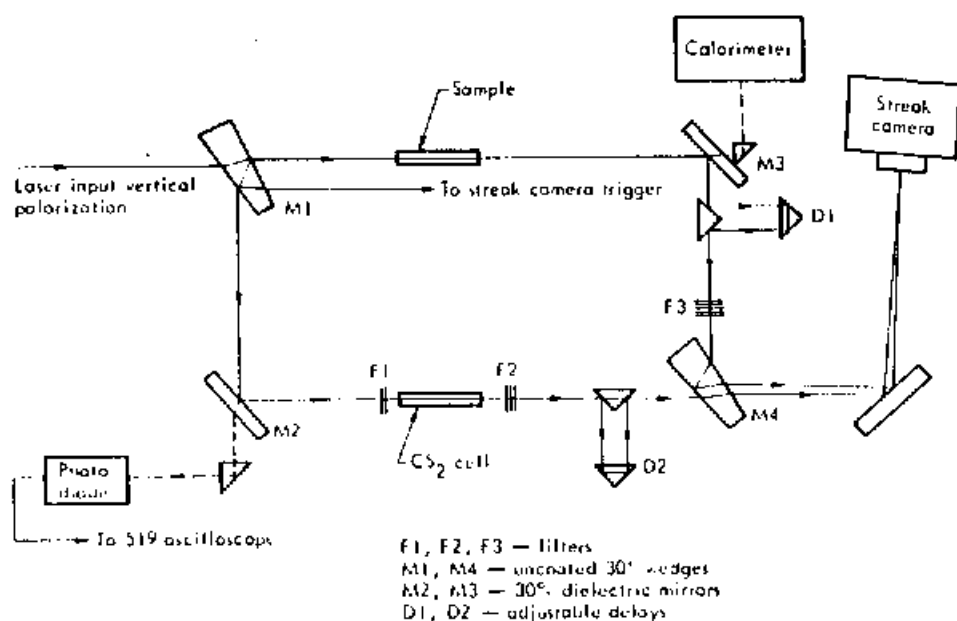 Calorimeter
Sample
Streak
camera
Laser input vertical
polarization
M1
To streak camera trigger
M3
D1
F3
F1
F2
M2
CS2 cell
D2
M4
Photo
diode
To 519 oscilloscope
F1, F2, F3 — filters
M1, M4 — uncoated 30' wedges
M2, M3 — dielectric mirrors
D1, D2 — adjustable delays